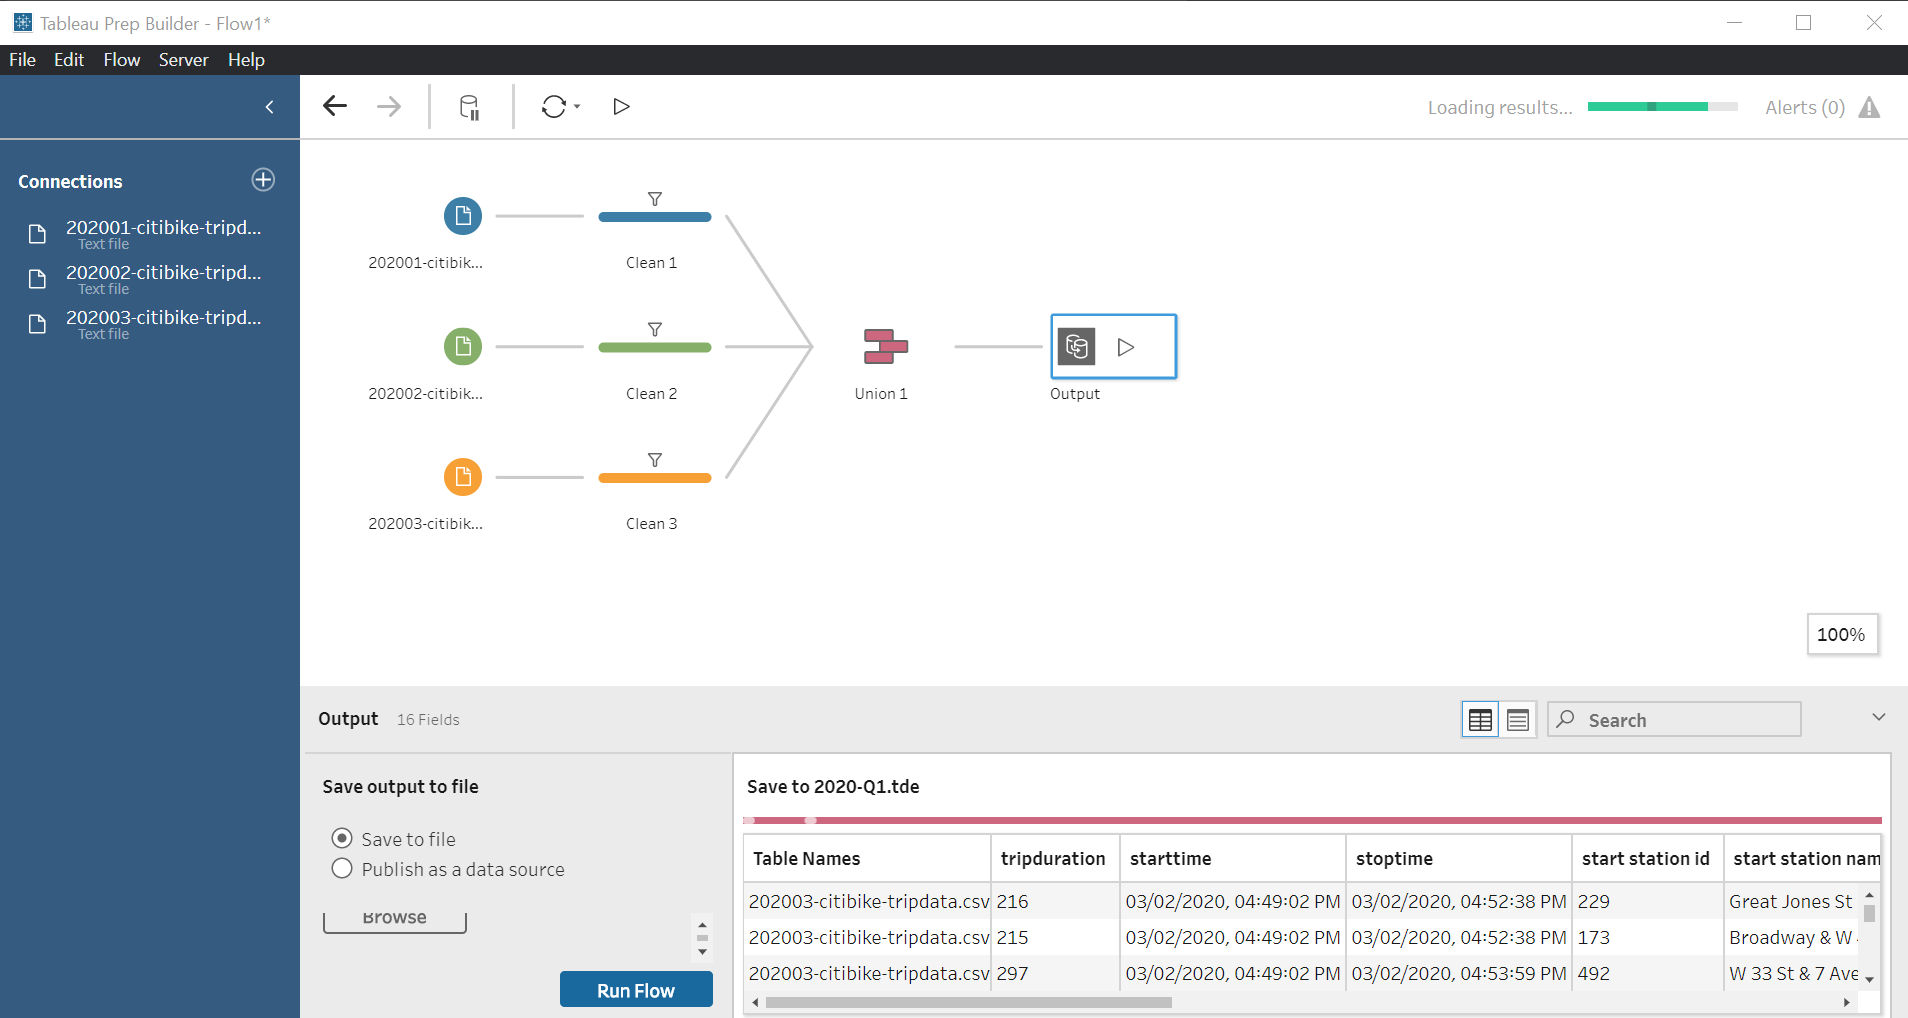 Tableau Prep Builder - Flow1*
File Edit Flow Server Help
Loading results...
Alerts (0)
Connections
202001-citibike-tripd...
Text file
202002-citibike-tripd...
Text file
202003-citibike-tripd...
Text file
202001-citibik...
Clean 1
202002-citibik...
Clean 2
Union 1
Output
202003-citibik...
Clean 3
100%
Output 16 Fields
Search
Save output to file
Save to file
Publish as a data source
Browse
Run Flow
Save to 2020-Q1.tde
Table Names tripduration starttime stoptime start station id start station nam
202003-citibike-tripdata.csv 216 03/02/2020, 04:49:02 PM 03/02/2020, 04:52:38 PM 229 Great Jones St
202003-citibike-tripdata.csv 215 03/02/2020, 04:49:02 PM 03/02/2020, 04:52:38 PM 173 Broadway & W
202003-citibike-tripdata.csv 297 03/02/2020, 04:49:02 PM 03/02/2020, 04:53:59 PM 492 W 33 St & 7 Ave